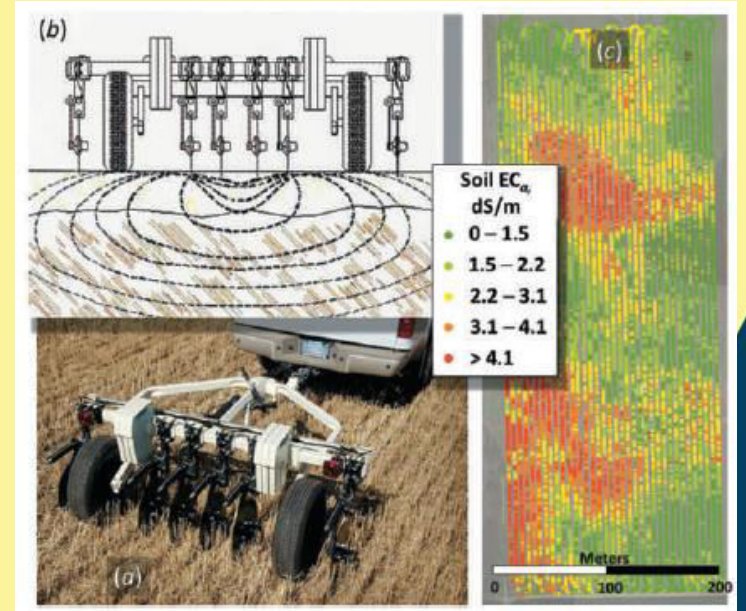 (b)
(c)
Soil ECa,
dS/m
0 – 1.5
1.5 – 2.2
2.2 – 3.1
3.1 – 4.1
> 4.1
(a)
Meters
0 100 200